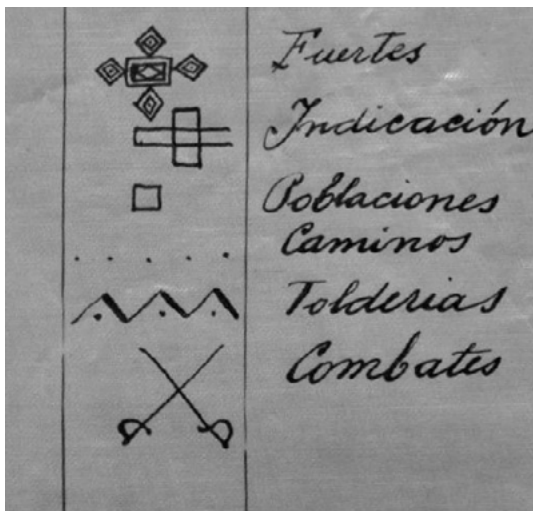 Fuertes
Indicación
Poblaciones
Caminos
Tolderias
Combates